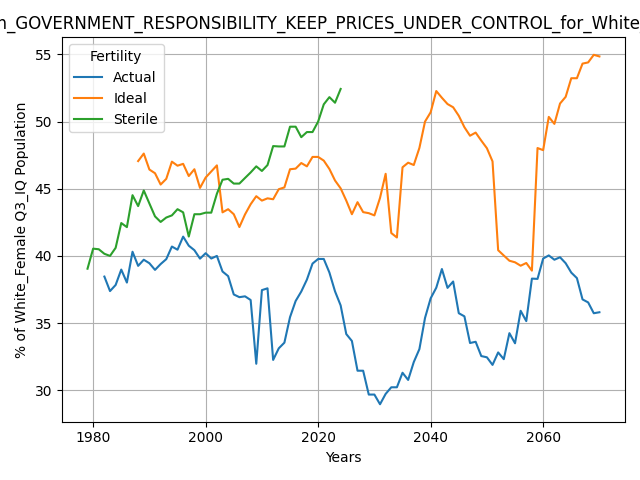 n_GOVERNMENT_RESPONSIBILITY_KEEP_PRICES_UNDER_CONTROL_for_White
Fertility
Actual
Ideal
Sterile
% of White_Female Q3_IQ Population
55
50
45
40
35
30
1980
2000
2020
2040
2060
Years